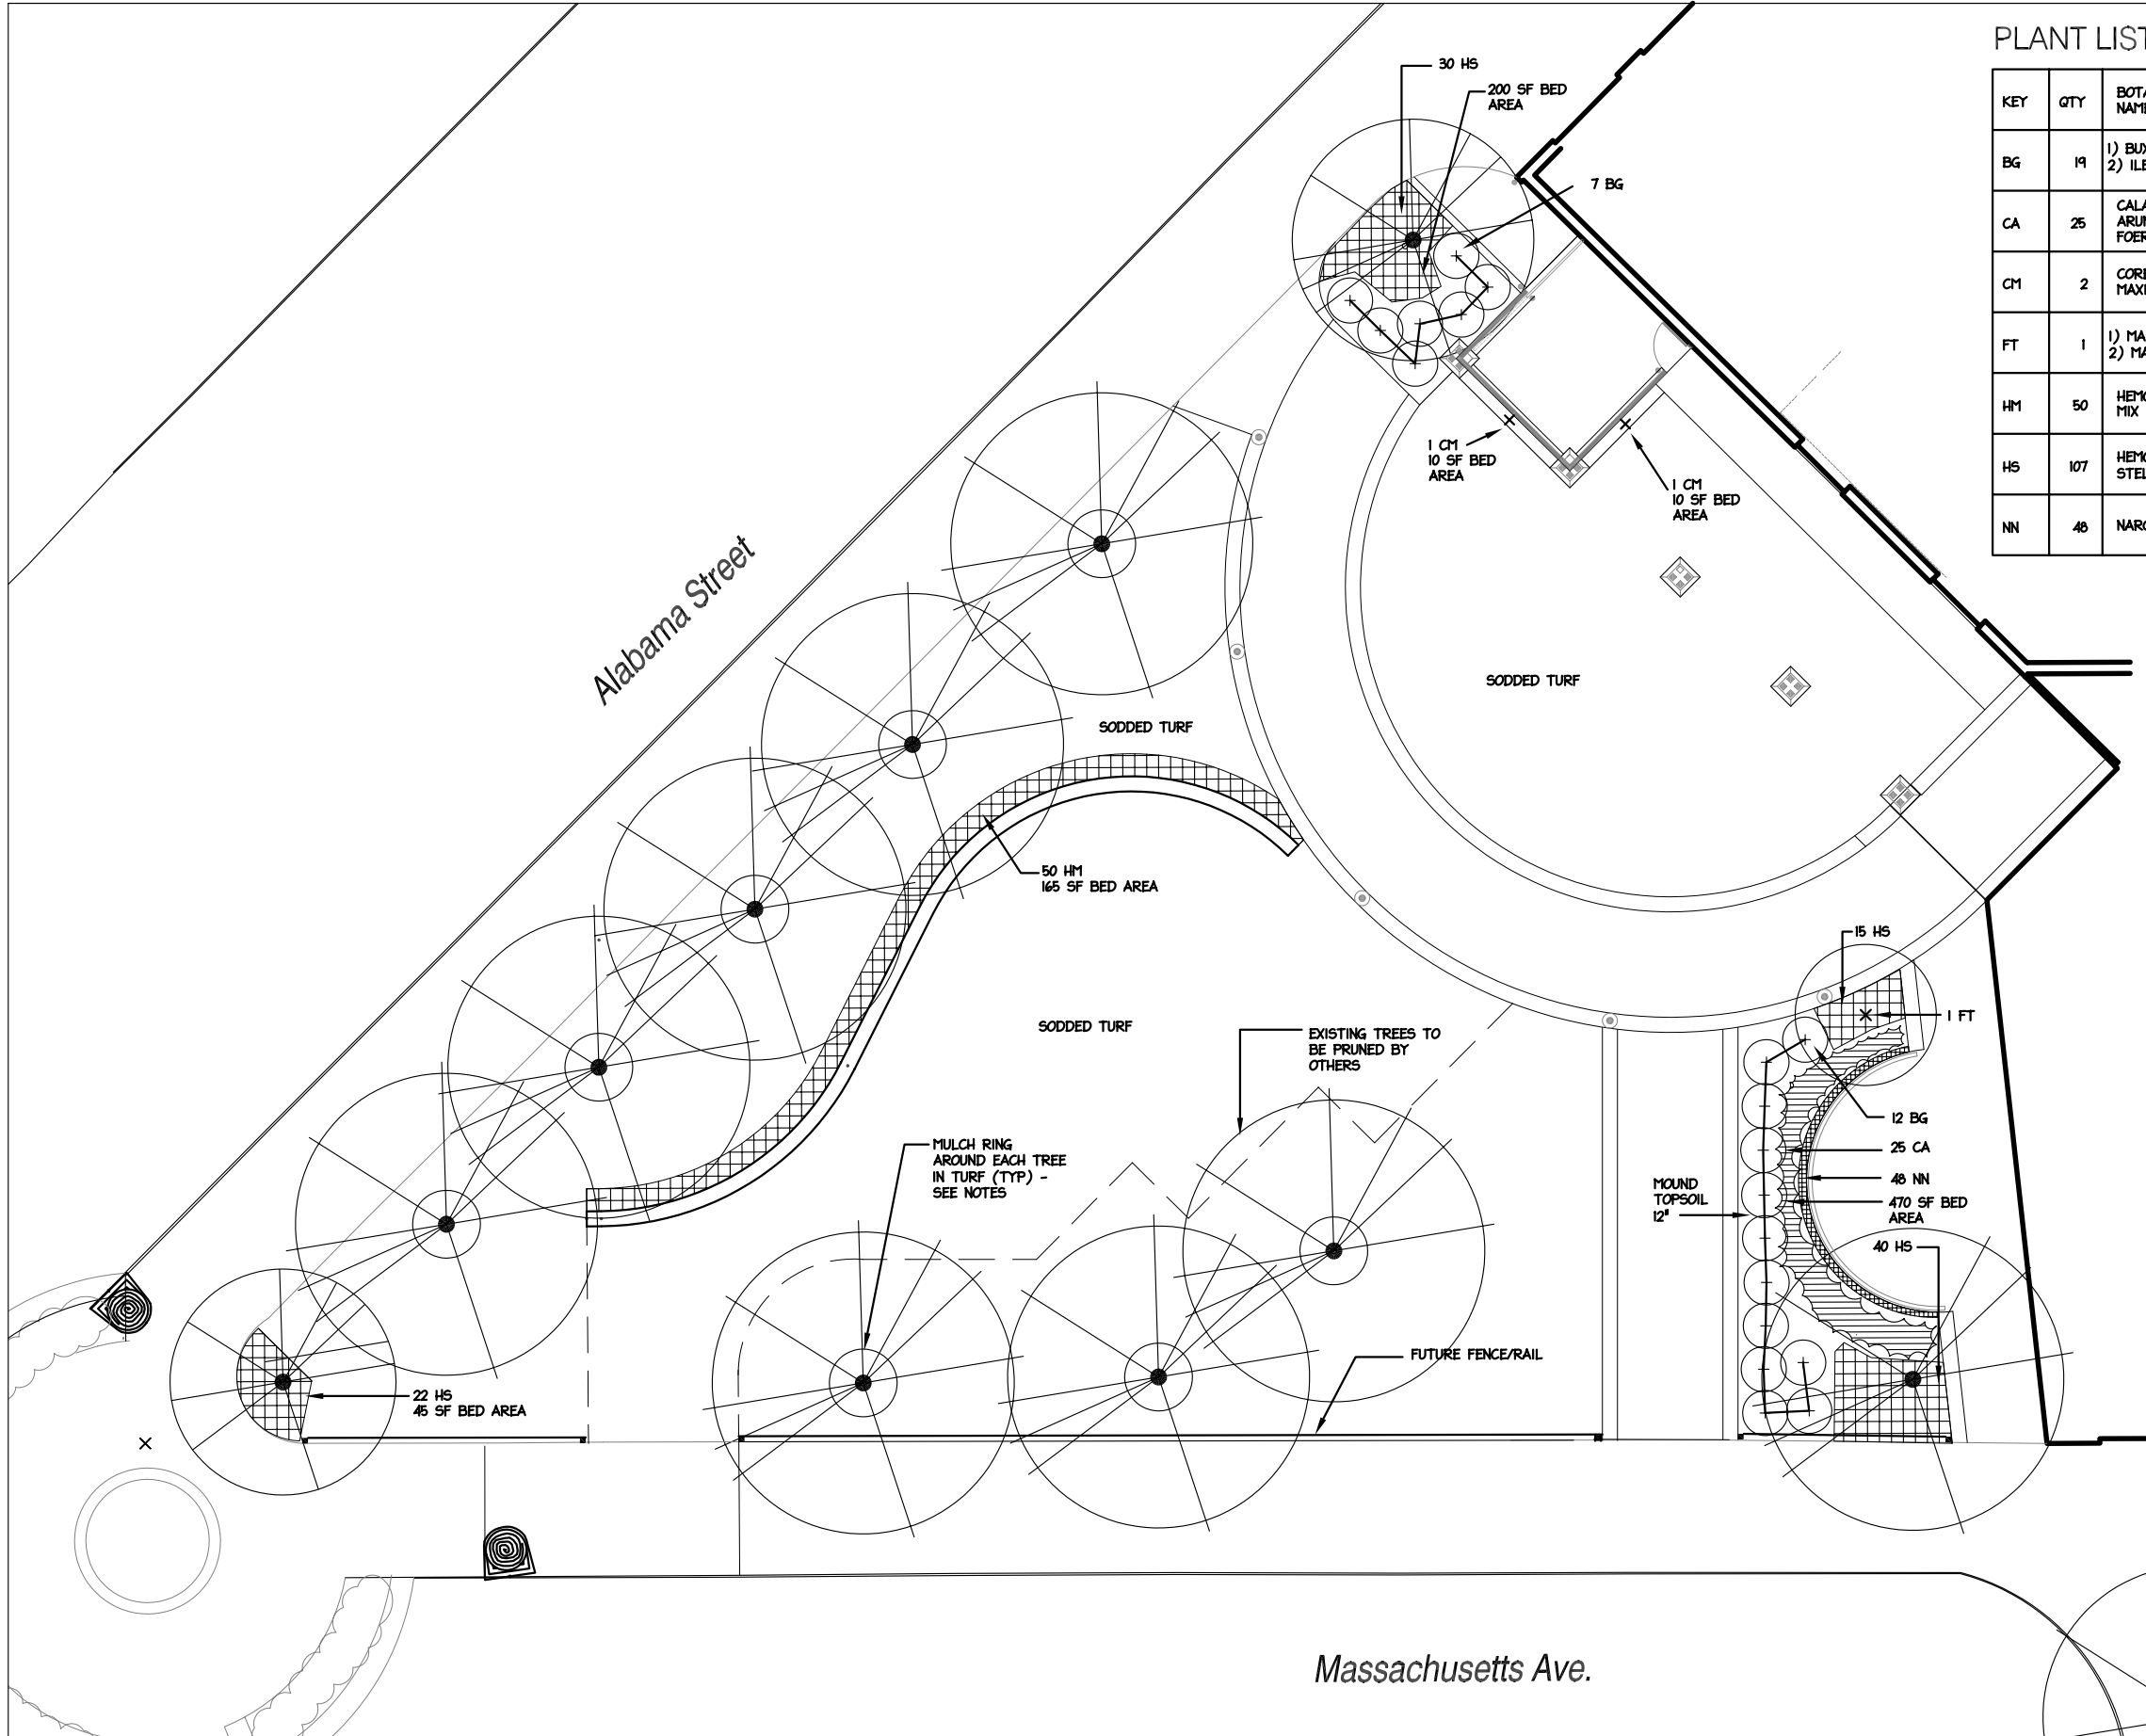 PLANT LIST
KEY QTY
BG 19
CA 25
CM 2
FT 1
HM 50
MIX
HS 107
NN 48
30 HS
200 SF BED
AREA
7 BG
1 CM
10 SF BED
AREA
1 CM
10 SF BED
AREA
Alabama Street
SODDED TURF
SODDED TURF
50 HM
165 SF BED AREA
15 HS
1 FT
SODDED TURF
EXISTING TREES TO
BE PRUNED BY
OTHERS
12 BG
25 CA
48 NN
470 SF BED
AREA
40 HS
MULCH RING
AROUND EACH TREE
IN TURF (TYP) -
SEE NOTES
MOUND
TOPSOIL
12"
FUTURE FENCE/RAIL
22 HS
45 SF BED AREA
Massachusetts Ave.